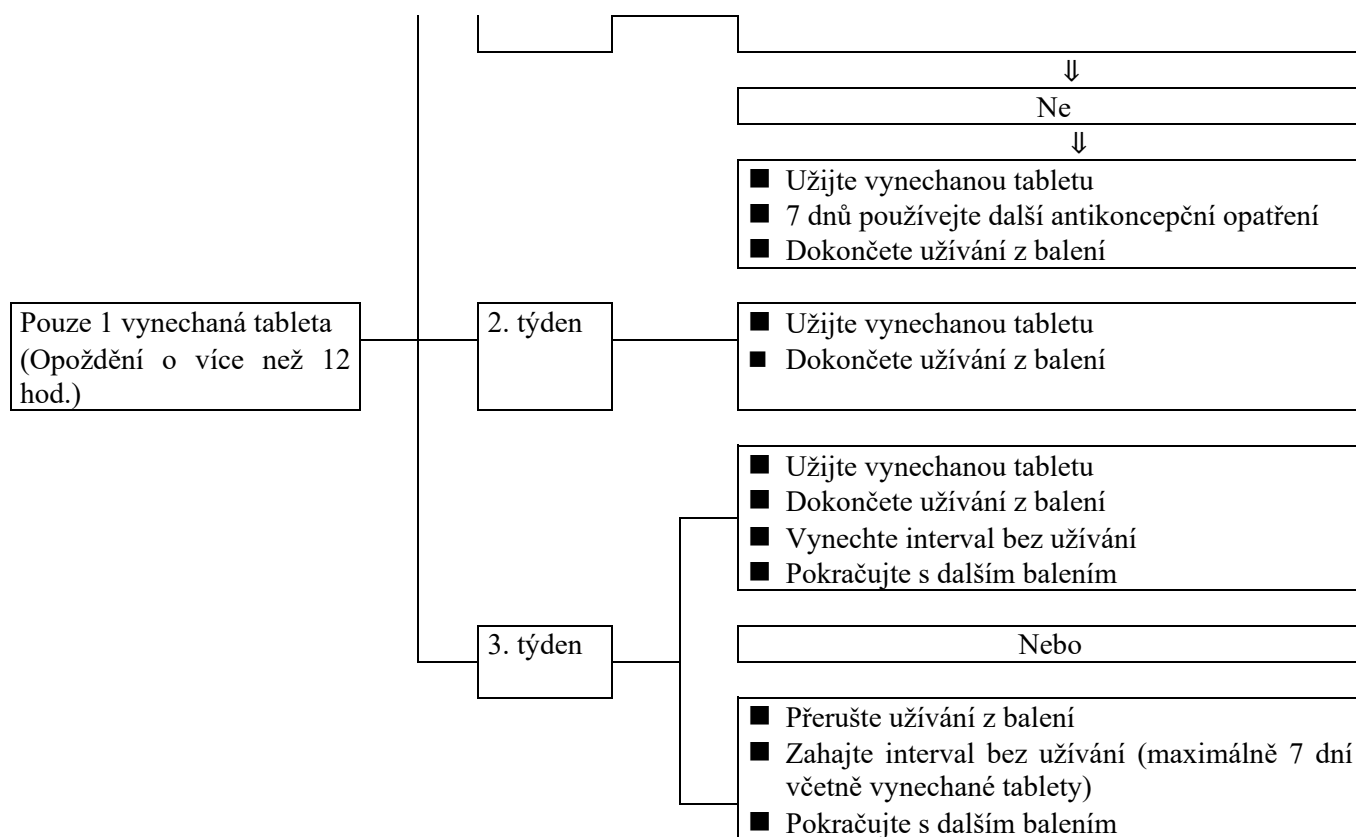 ⇓
Ne
⇓
■ Užijte vynechanou tabletu
■ 7 dnů používejte další antikoncepční opatření
■ Dokončete užívání z balení
Pouze 1 vynechaná tableta
(Opoždění o více než 12
hod.)
2. týden
■ Užijte vynechanou tabletu
■ Dokončete užívání z balení
■ Užijte vynechanou tabletu
■ Dokončete užívání z balení
■ Vynechte interval bez užívání
■ Pokračujte s dalším balením
3. týden
Nebo
■ Přerušte užívání z balení
■ Zahajte interval bez užívání (maximálně 7 dní
včetně vynechané tablety)
■ Pokračujte s dalším balením